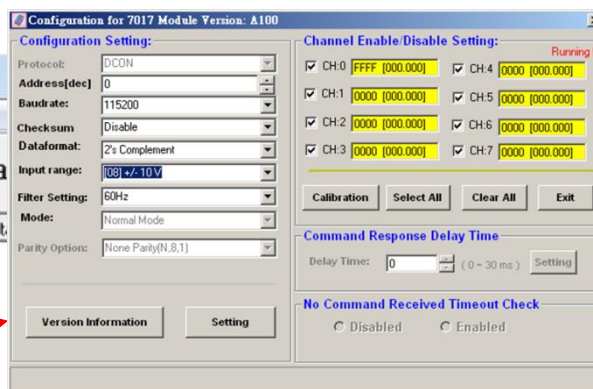 Configuration for 7017 Module Version: A100
Configuration Setting:
Protocol: DCON
Address[dec] 0
Baudrate: 115200
Checksum Disable
Dataformat: 2's Complement
Input range: [08] +/- 10 V
Filter Setting: 60Hz
Mode: Normal Mode
Parity Option: None Parity(N,8,1)
Version Information Setting
Channel Enable/Disable Setting:
Running
CH:0 FFFF [000.000] CH:4 0000 [000.000]
CH:1 0000 [000.000] CH:5 0000 [000.000]
CH:2 0000 [000.000] CH:6 0000 [000.000]
CH:3 0000 [000.000] CH:7 0000 [000.000]
Calibration Select All Clear All Exit
Command Response Delay Time
Delay Time: 0 ( 0 ~ 30 ms ) Setting
No Command Received Timeout Check
Disabled Enabled